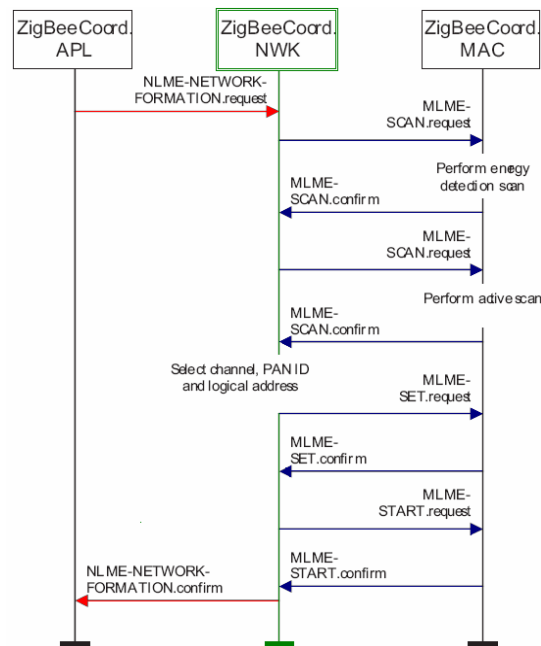 ZigBeeCoord.
APL
ZigBeeCoord.
NWK
ZigBeeCoord.
MAC
NLME-NETWORK-
FORMATION.request
MLME-
SCAN.request
Perform energy
detection scan
MLME-
SCAN.confirm
MLME-
SCAN.request
Perform active scan
MLME-
SCAN.confirm
Select channel, PAN ID
and logical address
MLME-
SET.request
MLME-
SET.confirm
MLME-
START.request
MLME-
START.confirm
NLME-NETWORK-
FORMATION.confirm